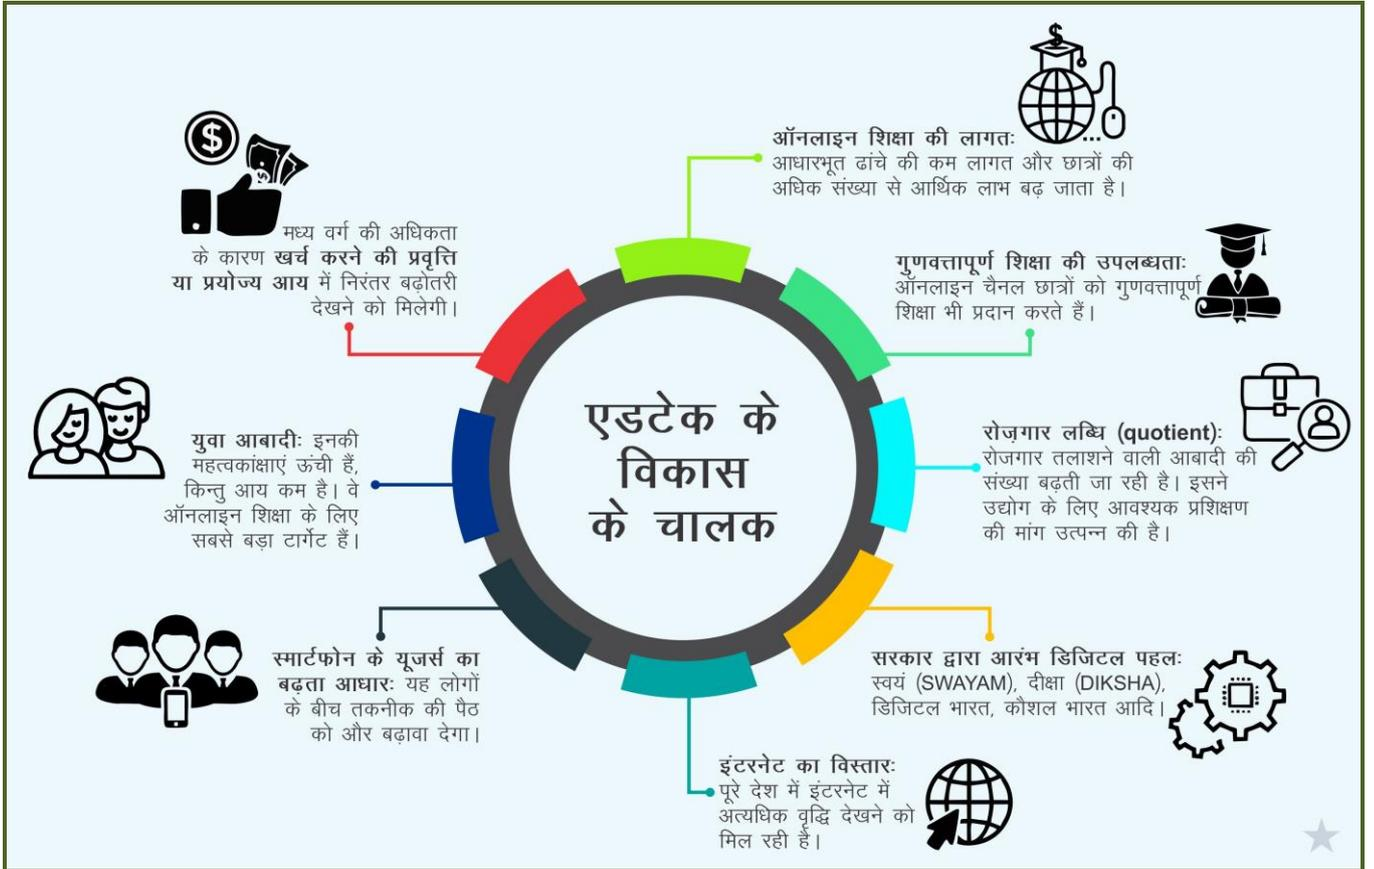 एडटेक के
विकास
के चालक
ऑनलाइन शिक्षा की लागतः
आधारभूत ढांचे की कम लागत और छात्रों की
अधिक संख्या से आर्थिक लाभ बढ़ जाता है।
गुणवत्तापूर्ण शिक्षा की उपलब्धताः
ऑनलाइन चैनल छात्रों को गुणवत्तापूर्ण
शिक्षा भी प्रदान करते हैं।
रोज़गार लब्धि (quotient):
रोजगार तलाशने वाली आबादी की
संख्या बढ़ती जा रही है। इसने
उद्योग के लिए आवश्यक प्रशिक्षण
की मांग उत्पन्न की है।
सरकार द्वारा आरंभ डिजिटल पहलः
स्वयं (SWAYAM), दीक्षा (DIKSHA),
डिजिटल भारत, कौशल भारत आदि।
इंटरनेट का विस्तारः
पूरे देश में इंटरनेट में
अत्यधिक वृद्धि देखने को
मिल रही है।
स्मार्टफोन के यूजर्स का
बढ़ता आधारः यह लोगों
के बीच तकनीक की पैठ
को और बढ़ावा देगा।
युवा आबादीः इनकी
महत्वकांक्षाएं ऊंची हैं,
किन्तु आय कम है। वे
ऑनलाइन शिक्षा के लिए
सबसे बड़ा टार्गेट हैं।
मध्य वर्ग की अधिकता
के कारण खर्च करने की प्रवृत्ति
या प्रयोज्य आय में निरंतर बढ़ोतरी
देखने को मिलेगी।